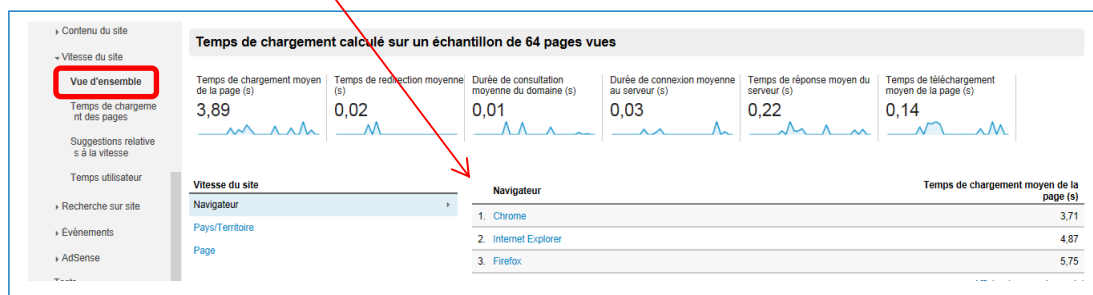 Contenu du site
Vitesse du site
Vue d'ensemble
Temps de chargeme
nt des pages
Suggestions relative
s à la vitesse
Temps utilisateur
Recherche sur site
Événements
AdSense
Temps de chargement calculé sur un échantillon de 64 pages vues
Temps de chargement moyen
de la page (s)
3,89
Temps de redirection moyenne
(s)
0,02
Durée de consultation
moyenne du domaine (s)
0,01
Durée de connexion moyenne
au serveur (s)
0,03
Temps de réponse moyen du
serveur (s)
0,22
Temps de téléchargement
moyen de la page (s)
0,14
Vitesse du site
Navigateur
Pays/Territoire
Page
Navigateur
Temps de chargement moyen de la
page (s)
1. Chrome 3,71
2. Internet Explorer 4,87
3. Firefox 5,75